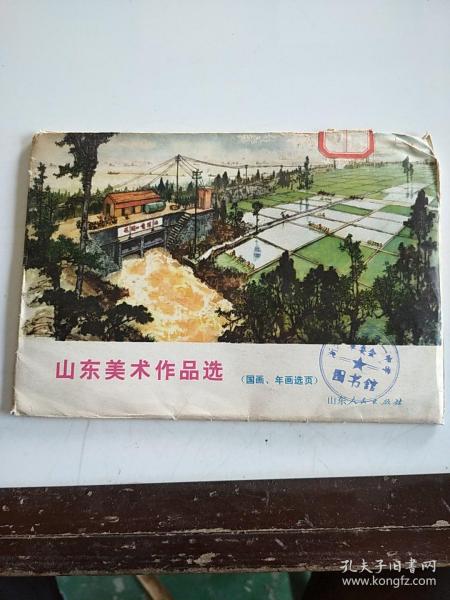 山东美术作品选
(国画、年画选页)
图书馆
山东人民出版社
孔夫子旧书网
www.kongfz.com